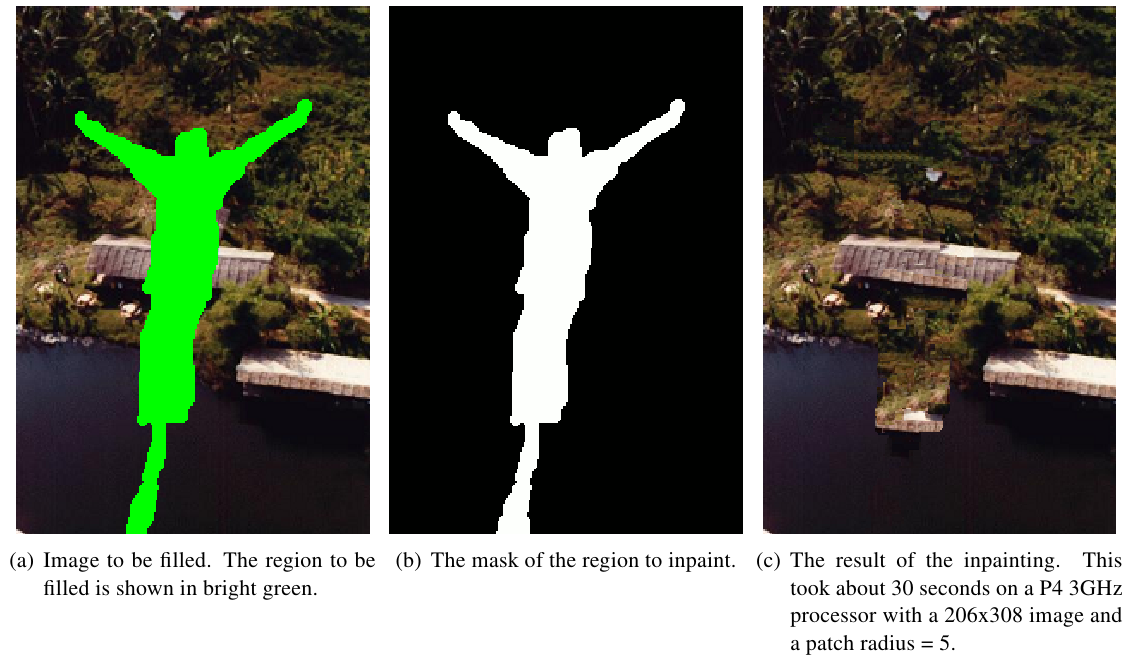 (a) Image to be filled. The region to be
filled is shown in bright green.
(b) The mask of the region to inpaint.
(c) The result of the inpainting. This
took about 30 seconds on a P4 3GHz
processor with a 206x308 image and
a patch radius = 5.